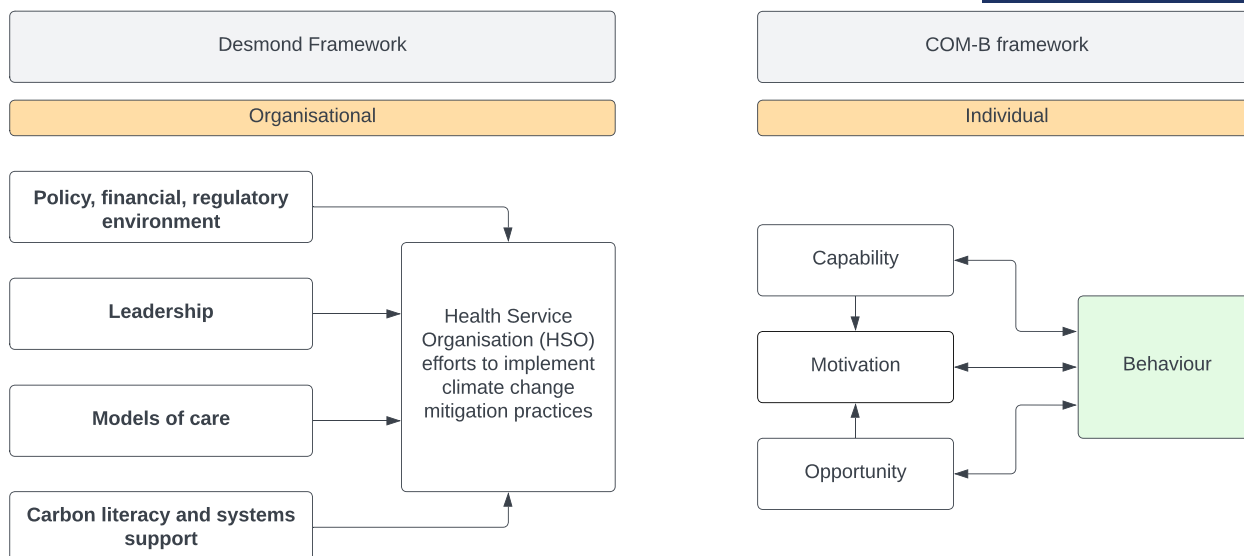 Desmond Framework
Organisational
Policy, financial, regulatory
environment
Leadership
Models of care
Carbon literacy and systems
support
Health Service
Organisation (HSO)
efforts to implement
climate change
mitigation practices
COM-B framework
Individual
Capability
Motivation
Opportunity
Behaviour